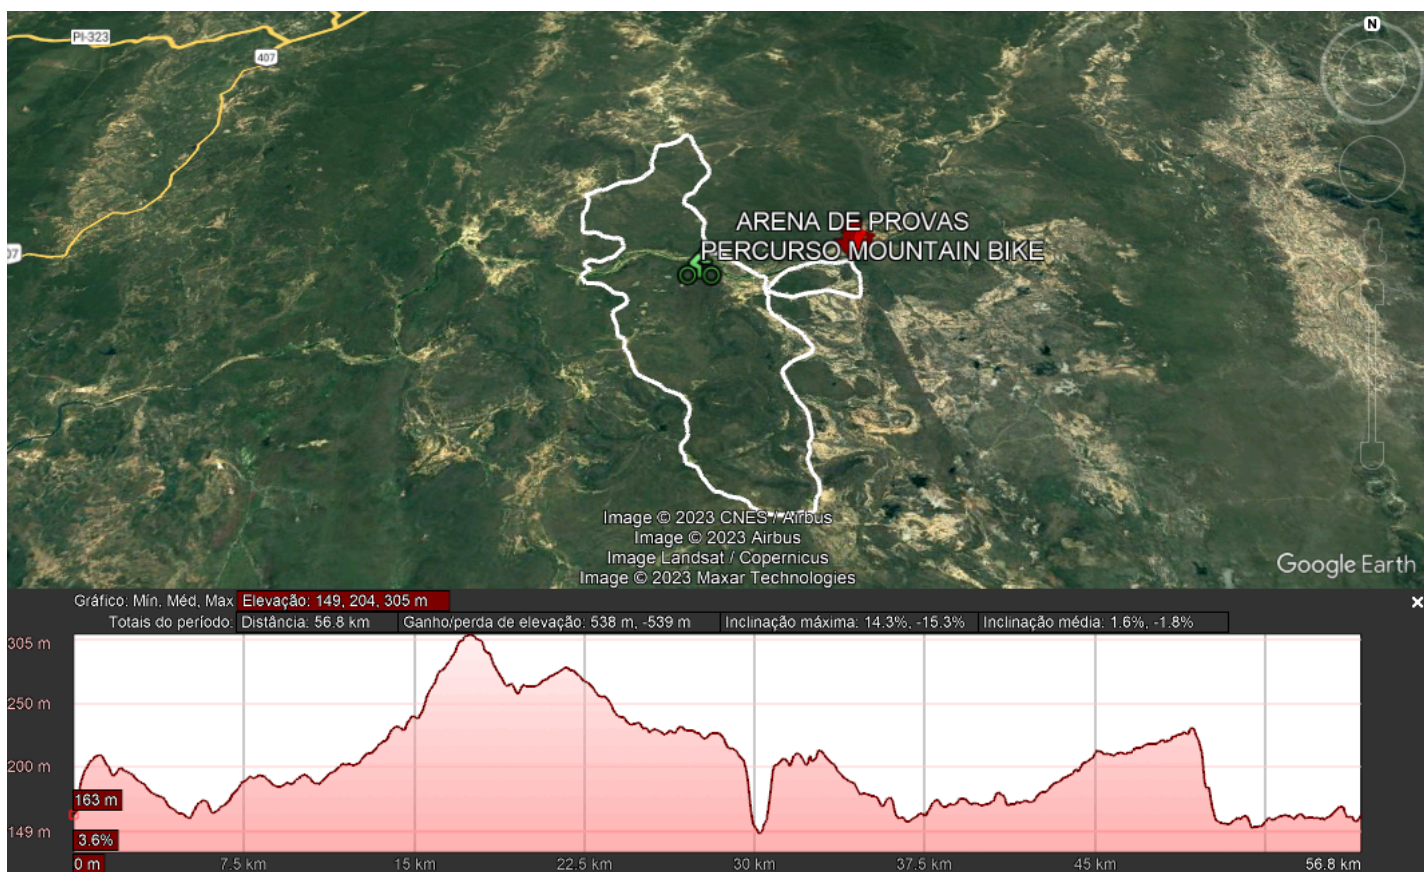 PI-323
407
N
ARENA DE PROVAS
07
PERCURSO MOUNTAIN BIKE
Image © 2023 CNES / Airbus
Image © 2023 Airbus
Image Landsat / Copernicus
Image © 2023 Maxar Technologies
Google Earth
Gráfico: Mín, Méd, Max Elevação: 149, 204, 305 m
Totais do período: Distância: 56.8 km Ganho/perda de elevação: 538 m, -539 m Inclinação máxima: 14.3%, -15.3% Inclinação média: 1.6%, -1.8%
305 m
250 m
200 m
163 m
149 m
3.6%
0 m 7.5 km 15 km 22.5 km 30 km 37.5 km 45 km 56.8 km